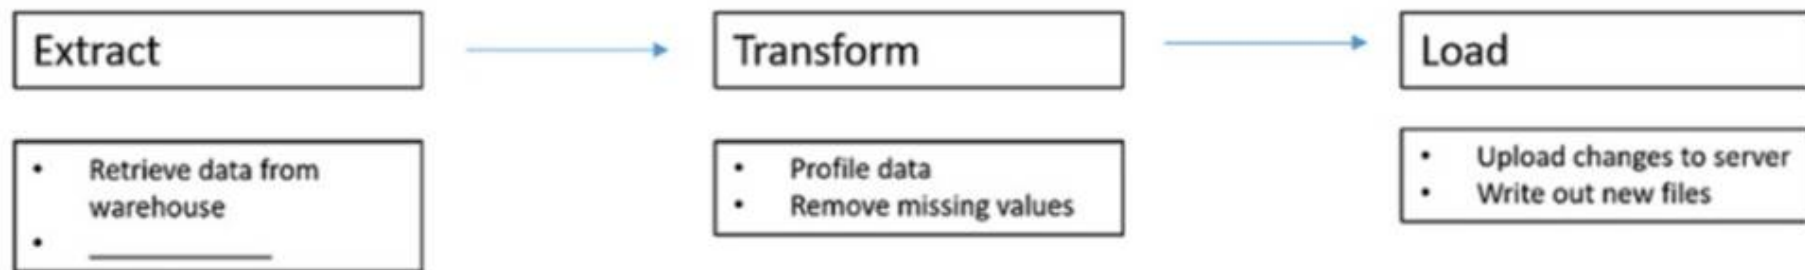 Extract
Transform
Load
• Retrieve data from
warehouse
• ____________
• Profile data
• Remove missing values
• Upload changes to server
• Write out new files